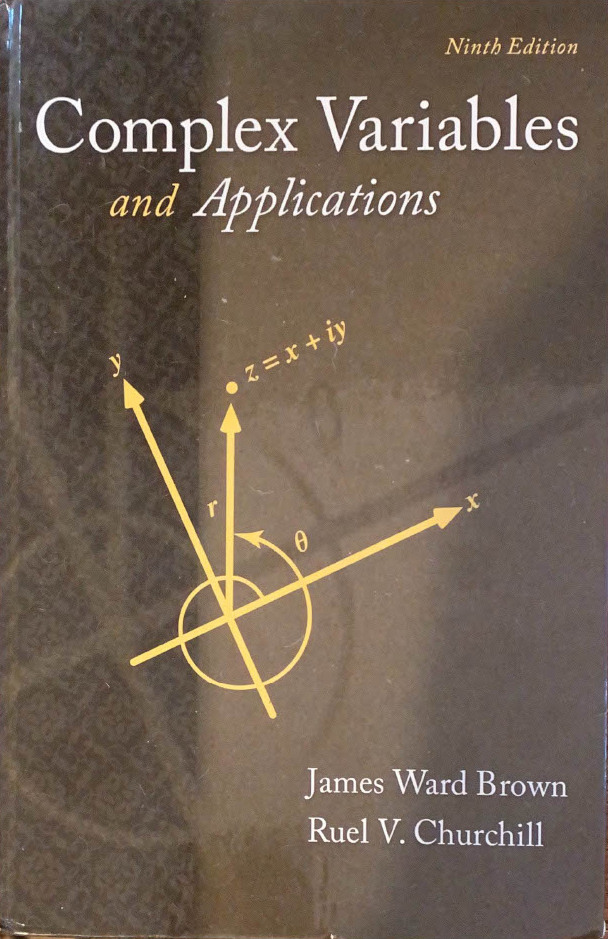 Ninth Edition
Complex Variables
and Applications
y
z = x + iy
r
x
θ
James Ward Brown
Ruel V. Churchill